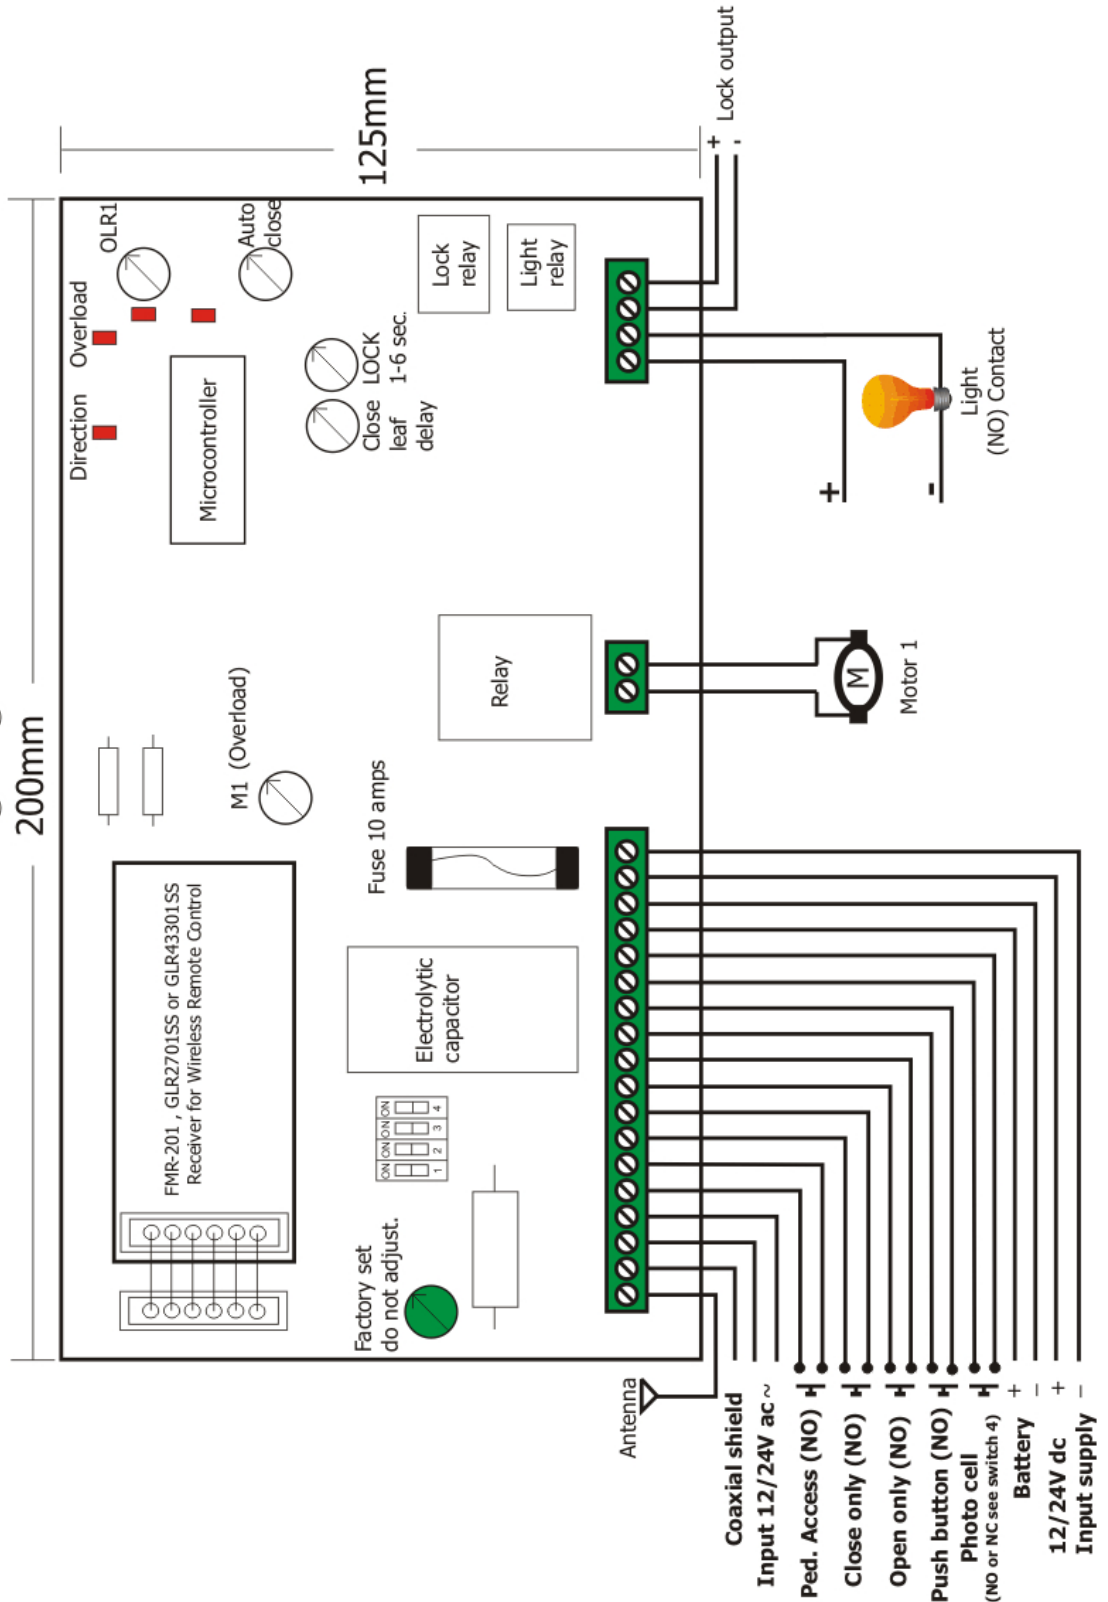 200mm
125mm
Direction
Overload
OLR1
Auto
close
Microcontroller
LOCK
1-6 sec.
Close
leaf
delay
Lock
relay
Light
relay
+
-
Lock output
+
-
Light
(NO) Contact
M1 (Overload)
Relay
M
Motor 1
Fuse 10 amps
FMR-201 , GLR2701SS or GLR43301SS
Receiver for Wireless Remote Control
Electrolytic
capacitor
ON ON ON ON
1 2 3 4
Factory set
do not adjust.
Antenna
Coaxial shield
Input 12/24V ac ~
Ped. Access (NO)
Close only (NO)
Open only (NO)
Push button (NO)
Photo cell
(NO or NC see switch 4)
+
Battery
−
12/24V dc +
Input supply −